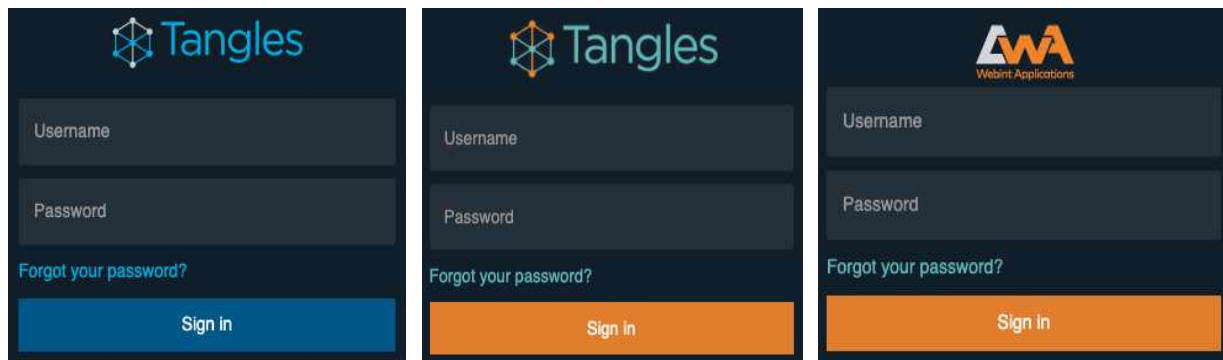 Tangles
Username
Password
Forgot your password?
Sign in
Tangles
Username
Password
Forgot your password?
Sign in
CWA
Webint Applications
Username
Password
Forgot your password?
Sign in